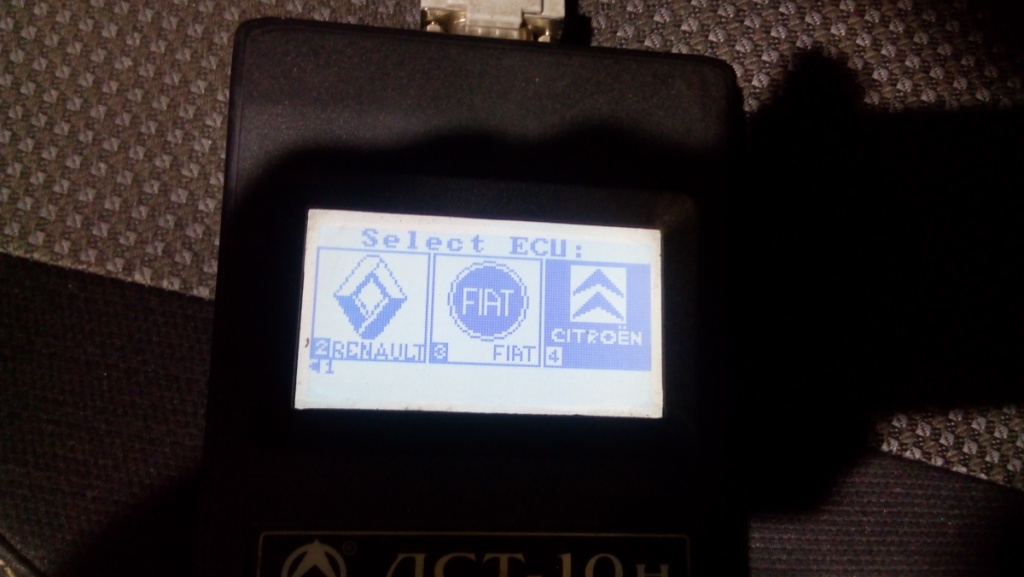 Select ECU:
FIAT
CITROËN
2 RENAULT 3 FIAT 4
◄1
® ДСТ-10н